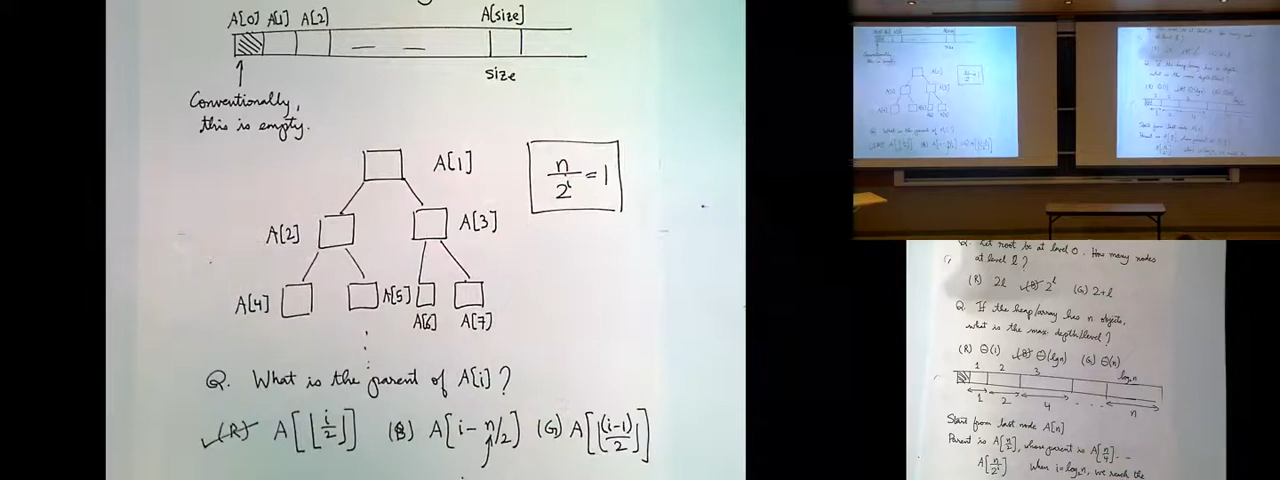 A[0] A[1] A[2] A[size]
size
Conventionally,
this is empty.
A[1]
n/2^i = 1
A[2] A[3]
A[4] A[5]
A[6] A[7]
Q. What is the parent of A[i]?
(R) A[⌊i/2⌋] (B) A[i - n/2] (G) A[⌊(i-1)/2⌋]
Q. Let root be at level 0. How many nodes
at level l?
(R) 2l (B) 2^l (G) 2+l
Q. If the heap/array has n objects,
what is the max depth/level?
(R) Θ(1) (B) Θ(lg n) (G) Θ(n)
1 2 3 log₂n
1 2 4 ... n
Start from last node A[n]
Parent is A[n/2], whose parent is A[n/4]...
A[n/2^i] When i = log₂n, we reach the